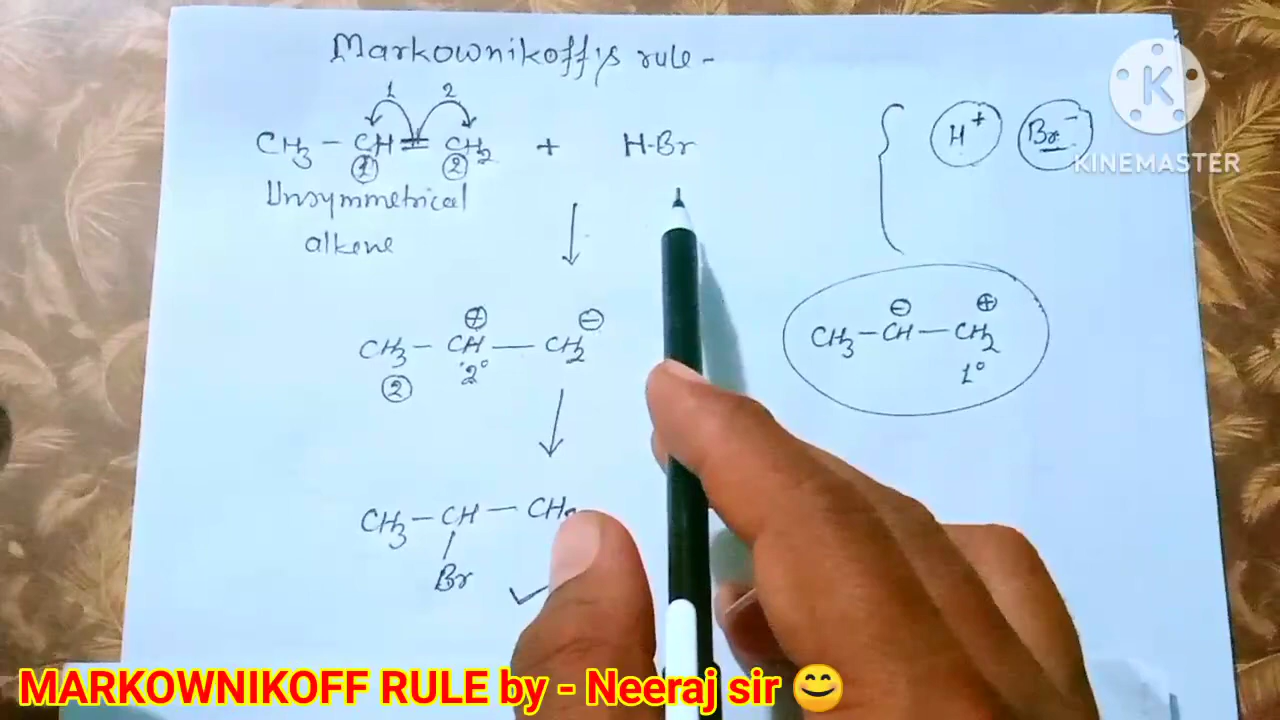 Markownikoff's rule -
1 2
CH3 - CH = CH2 + H-Br
1 2
Unsymmetrical
alkene
H+ Br-
K
KINEMASTER
CH3 - CH+ — CH2-
2 2°
CH3 - CH- — CH2+
1°
CH3 - CH - CH
Br
MARKOWNIKOFF RULE by - Neeraj sir 😊